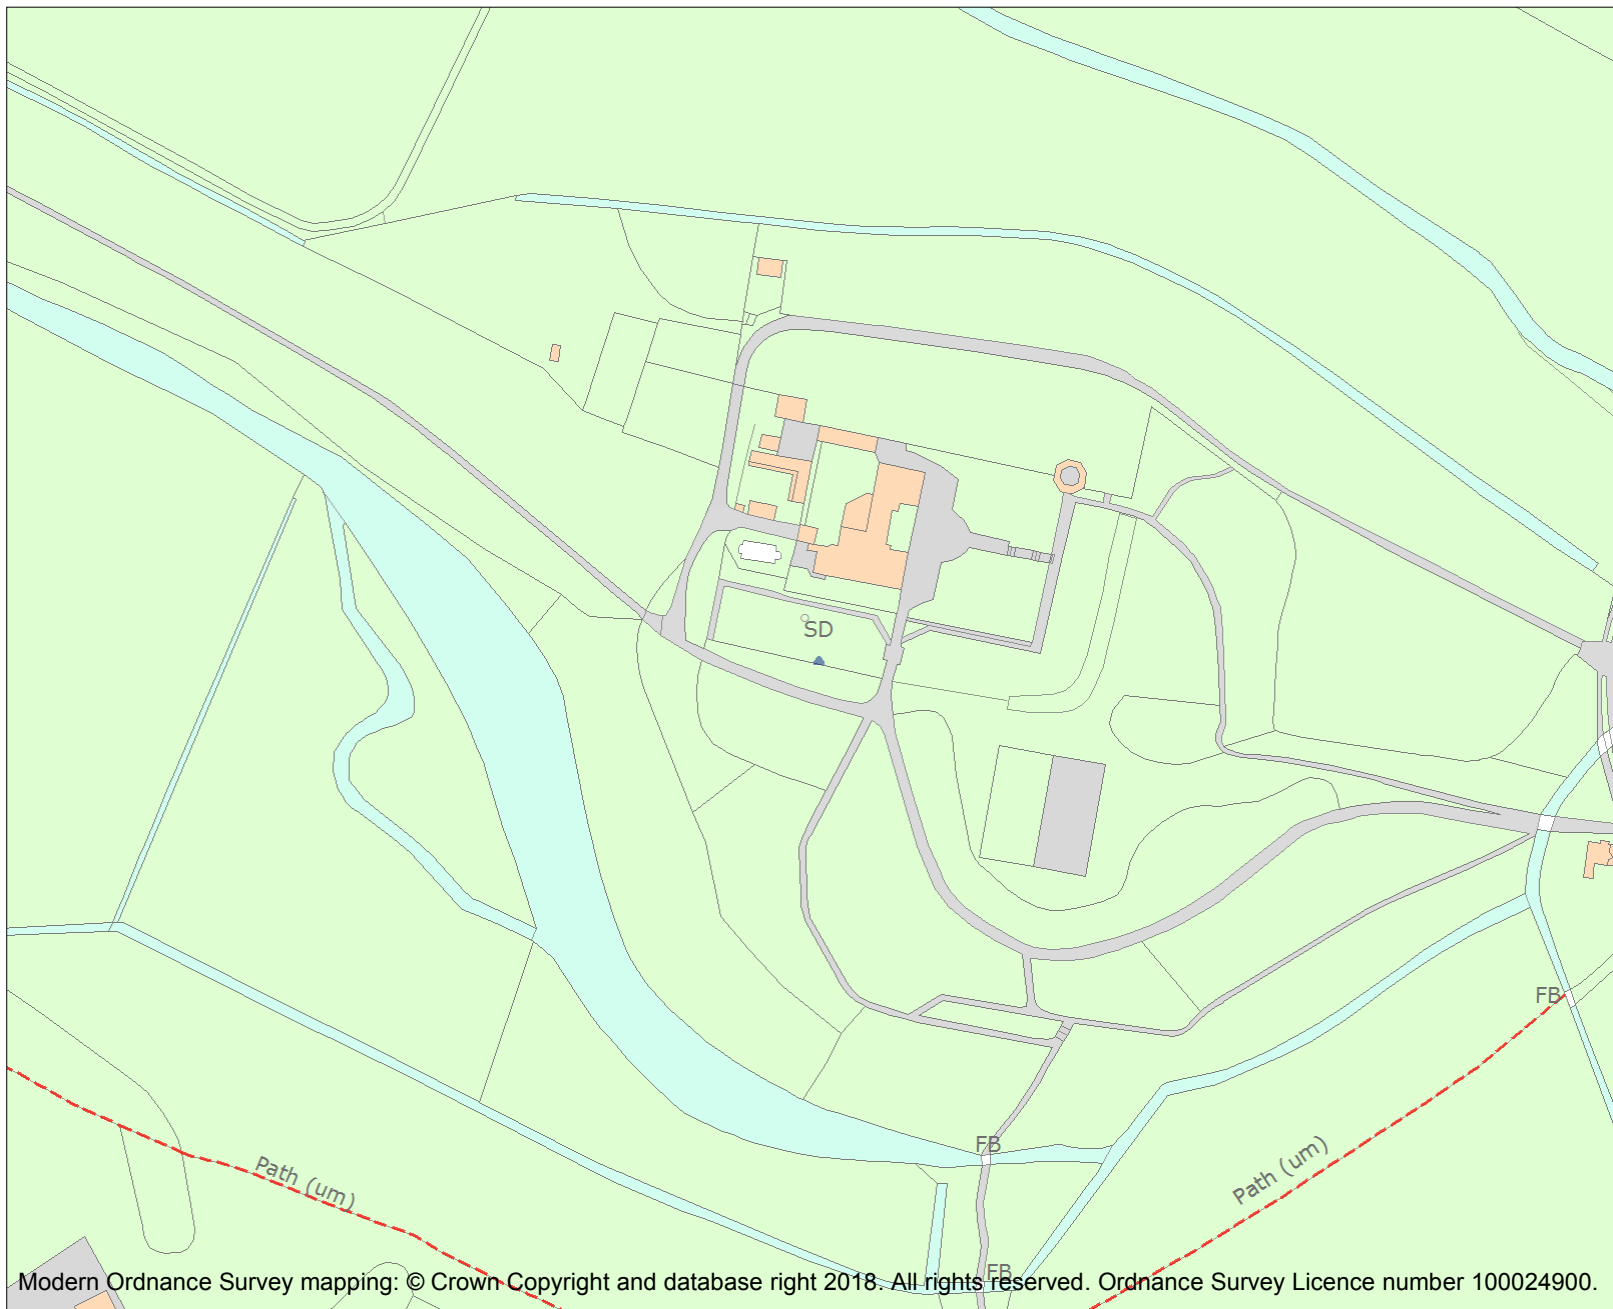 SD
FB
FB
Path (um)
Path (um)
FB
Modern Ordnance Survey mapping: © Crown Copyright and database right 2018. All rights reserved. Ordnance Survey Licence number 100024900.